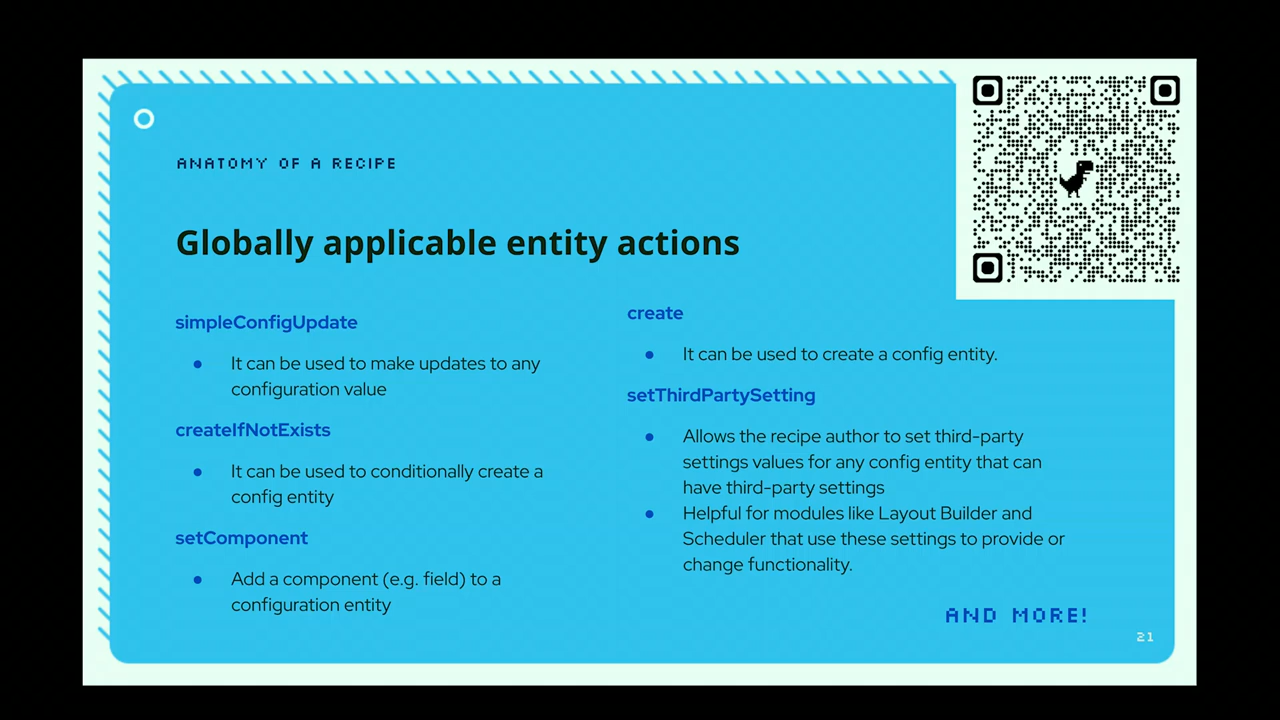 ANATOMY OF A RECIPE
Globally applicable entity actions
simpleConfigUpdate
● It can be used to make updates to any
configuration value
createIfNotExists
● It can be used to conditionally create a
config entity
setComponent
● Add a component (e.g. field) to a
configuration entity
create
● It can be used to create a config entity.
setThirdPartySetting
● Allows the recipe author to set third-party
settings values for any config entity that can
have third-party settings
● Helpful for modules like Layout Builder and
Scheduler that use these settings to provide or
change functionality.
AND MORE!
21